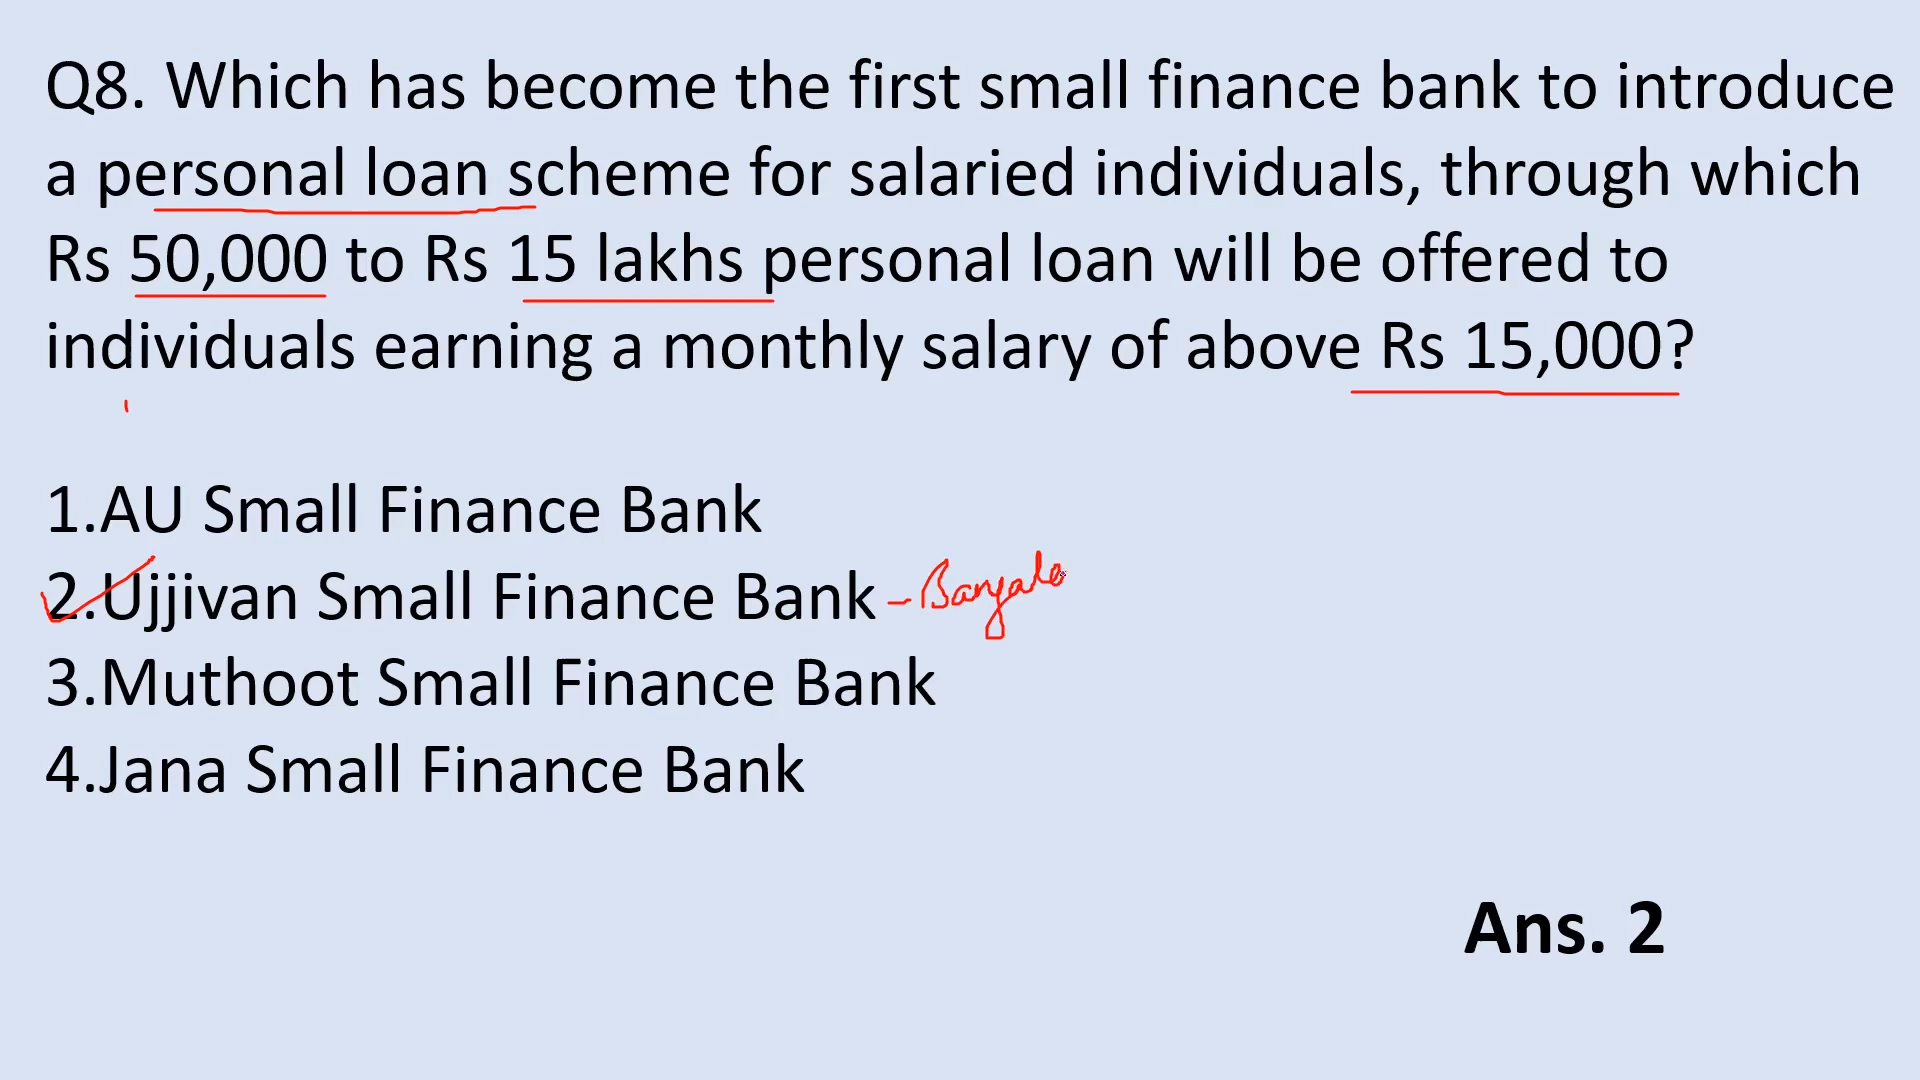 Q8. Which has become the first small finance bank to introduce
a personal loan scheme for salaried individuals, through which
Rs 50,000 to Rs 15 lakhs personal loan will be offered to
individuals earning a monthly salary of above Rs 15,000?
1.AU Small Finance Bank
2.Ujjivan Small Finance Bank – Bangalo
3.Muthoot Small Finance Bank
4.Jana Small Finance Bank
Ans. 2